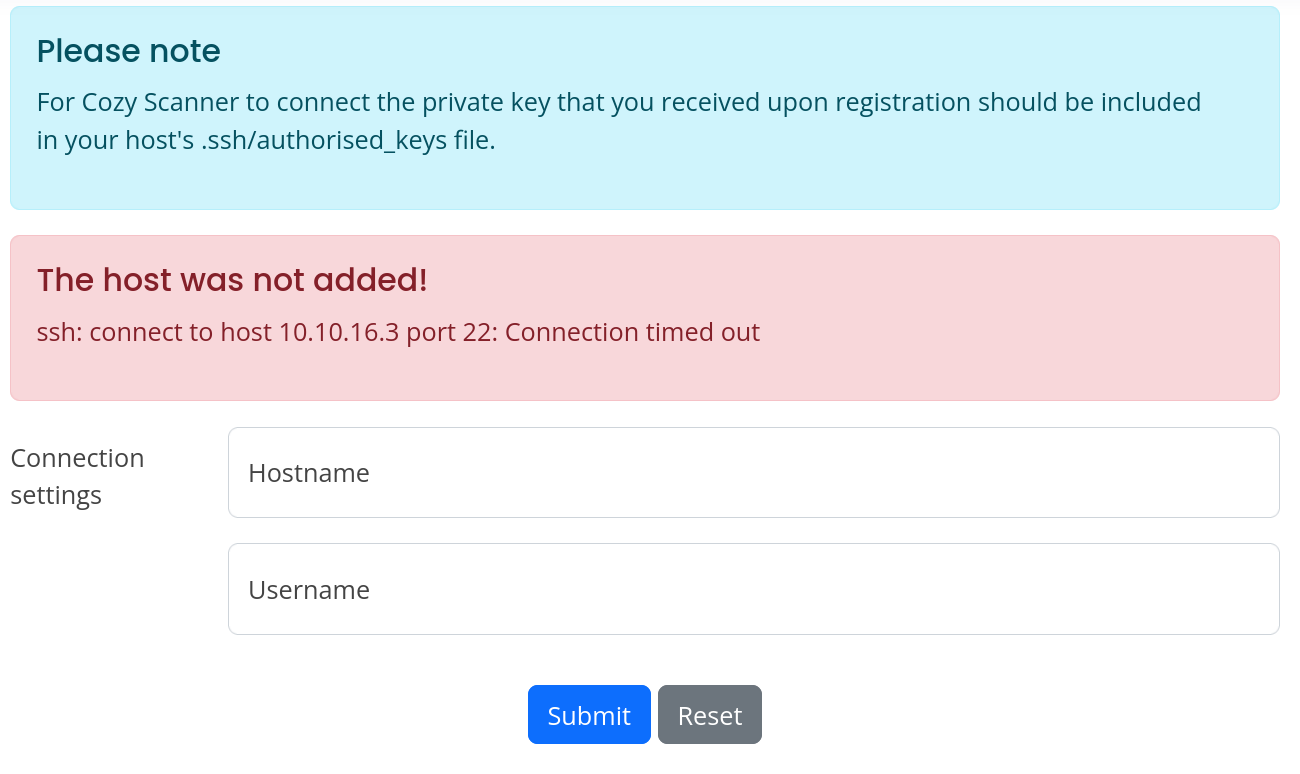 Please note
For Cozy Scanner to connect the private key that you received upon registration should be included
in your host's .ssh/authorised_keys file.
The host was not added!
ssh: connect to host 10.10.16.3 port 22: Connection timed out
Connection
settings
Hostname
Username
Submit
Reset